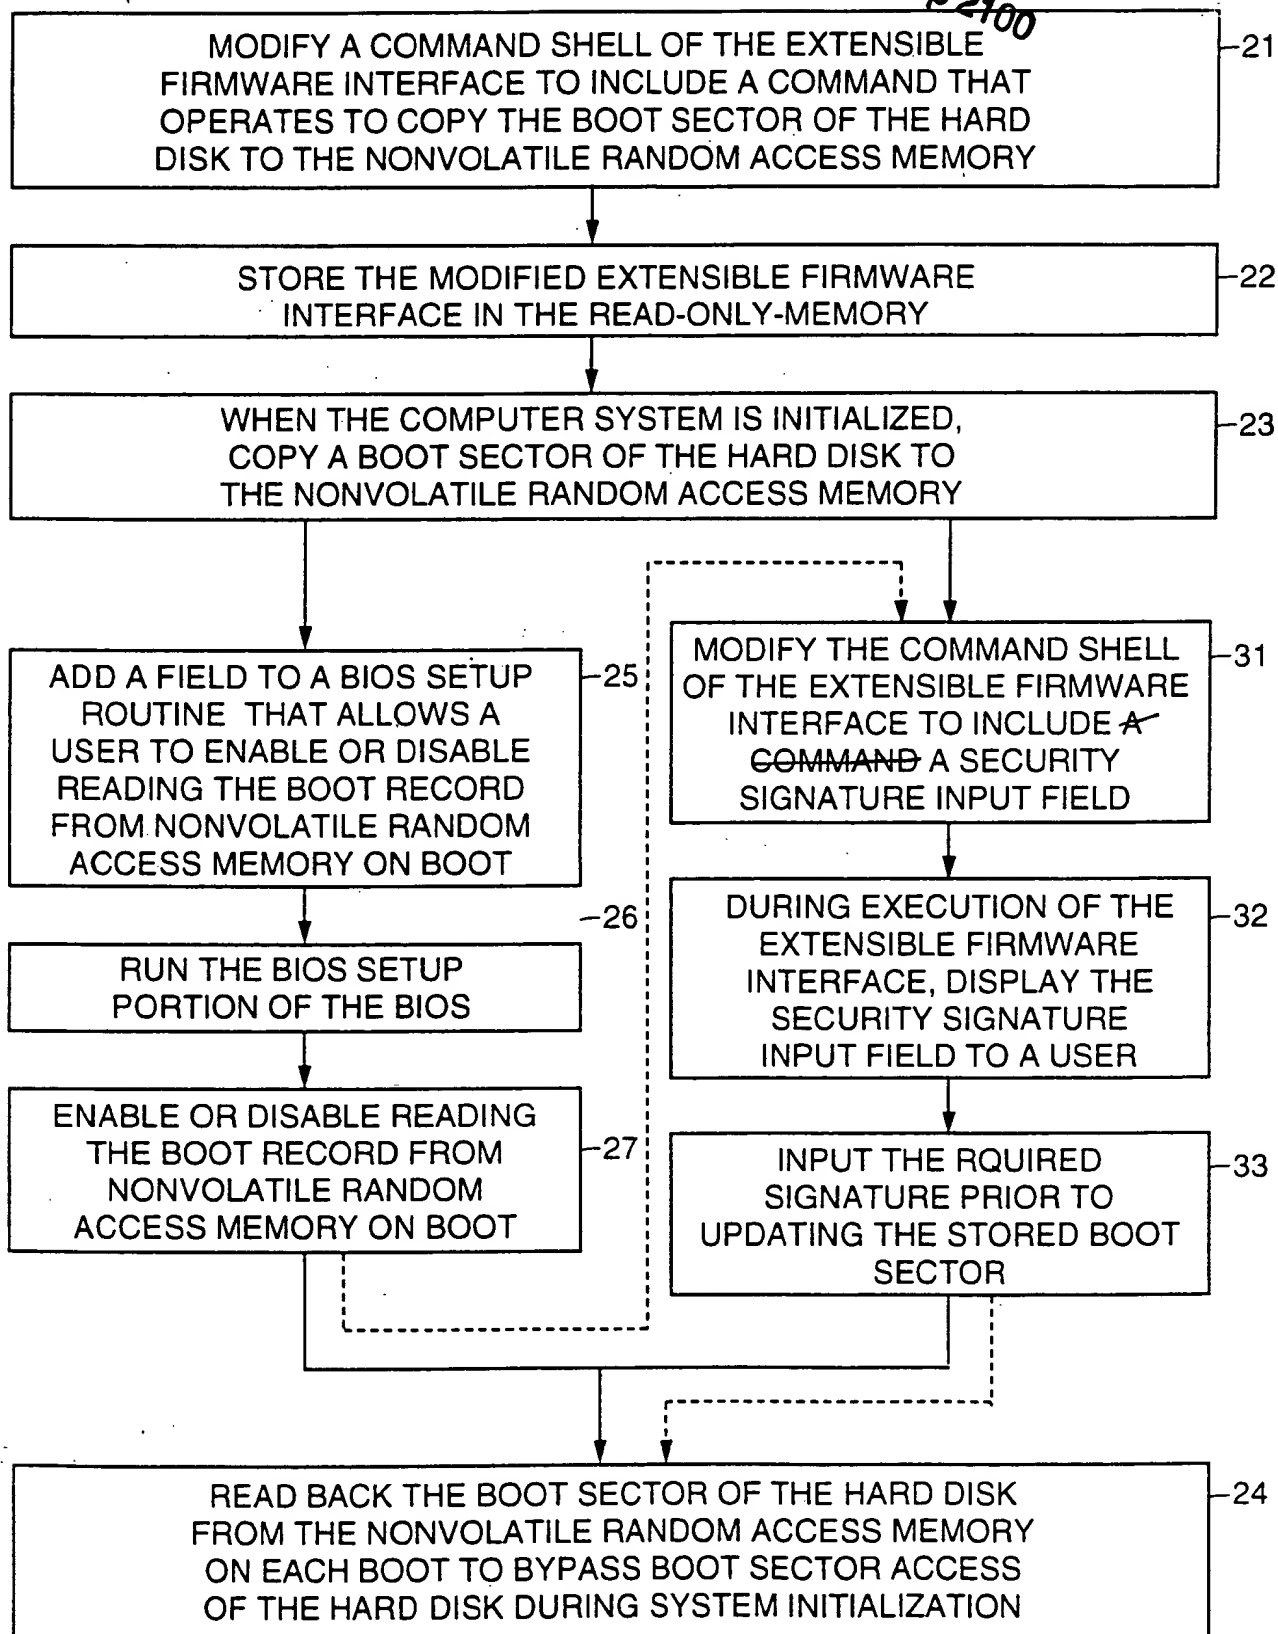 2100
MODIFY A COMMAND SHELL OF THE EXTENSIBLE
FIRMWARE INTERFACE TO INCLUDE A COMMAND THAT
OPERATES TO COPY THE BOOT SECTOR OF THE HARD
DISK TO THE NONVOLATILE RANDOM ACCESS MEMORY
21
STORE THE MODIFIED EXTENSIBLE FIRMWARE
INTERFACE IN THE READ-ONLY-MEMORY
22
WHEN THE COMPUTER SYSTEM IS INITIALIZED,
COPY A BOOT SECTOR OF THE HARD DISK TO
THE NONVOLATILE RANDOM ACCESS MEMORY
23
ADD A FIELD TO A BIOS SETUP
ROUTINE THAT ALLOWS A
USER TO ENABLE OR DISABLE
READING THE BOOT RECORD
FROM NONVOLATILE RANDOM
ACCESS MEMORY ON BOOT
25
RUN THE BIOS SETUP
PORTION OF THE BIOS
26
ENABLE OR DISABLE READING
THE BOOT RECORD FROM
NONVOLATILE RANDOM
ACCESS MEMORY ON BOOT
27
MODIFY THE COMMAND SHELL
OF THE EXTENSIBLE FIRMWARE
INTERFACE TO INCLUDE A
COMMAND A SECURITY
SIGNATURE INPUT FIELD
31
DURING EXECUTION OF THE
EXTENSIBLE FIRMWARE
INTERFACE, DISPLAY THE
SECURITY SIGNATURE
INPUT FIELD TO A USER
32
INPUT THE RQUIRED
SIGNATURE PRIOR TO
UPDATING THE STORED BOOT
SECTOR
33
READ BACK THE BOOT SECTOR OF THE HARD DISK
FROM THE NONVOLATILE RANDOM ACCESS MEMORY
ON EACH BOOT TO BYPASS BOOT SECTOR ACCESS
OF THE HARD DISK DURING SYSTEM INITIALIZATION
24